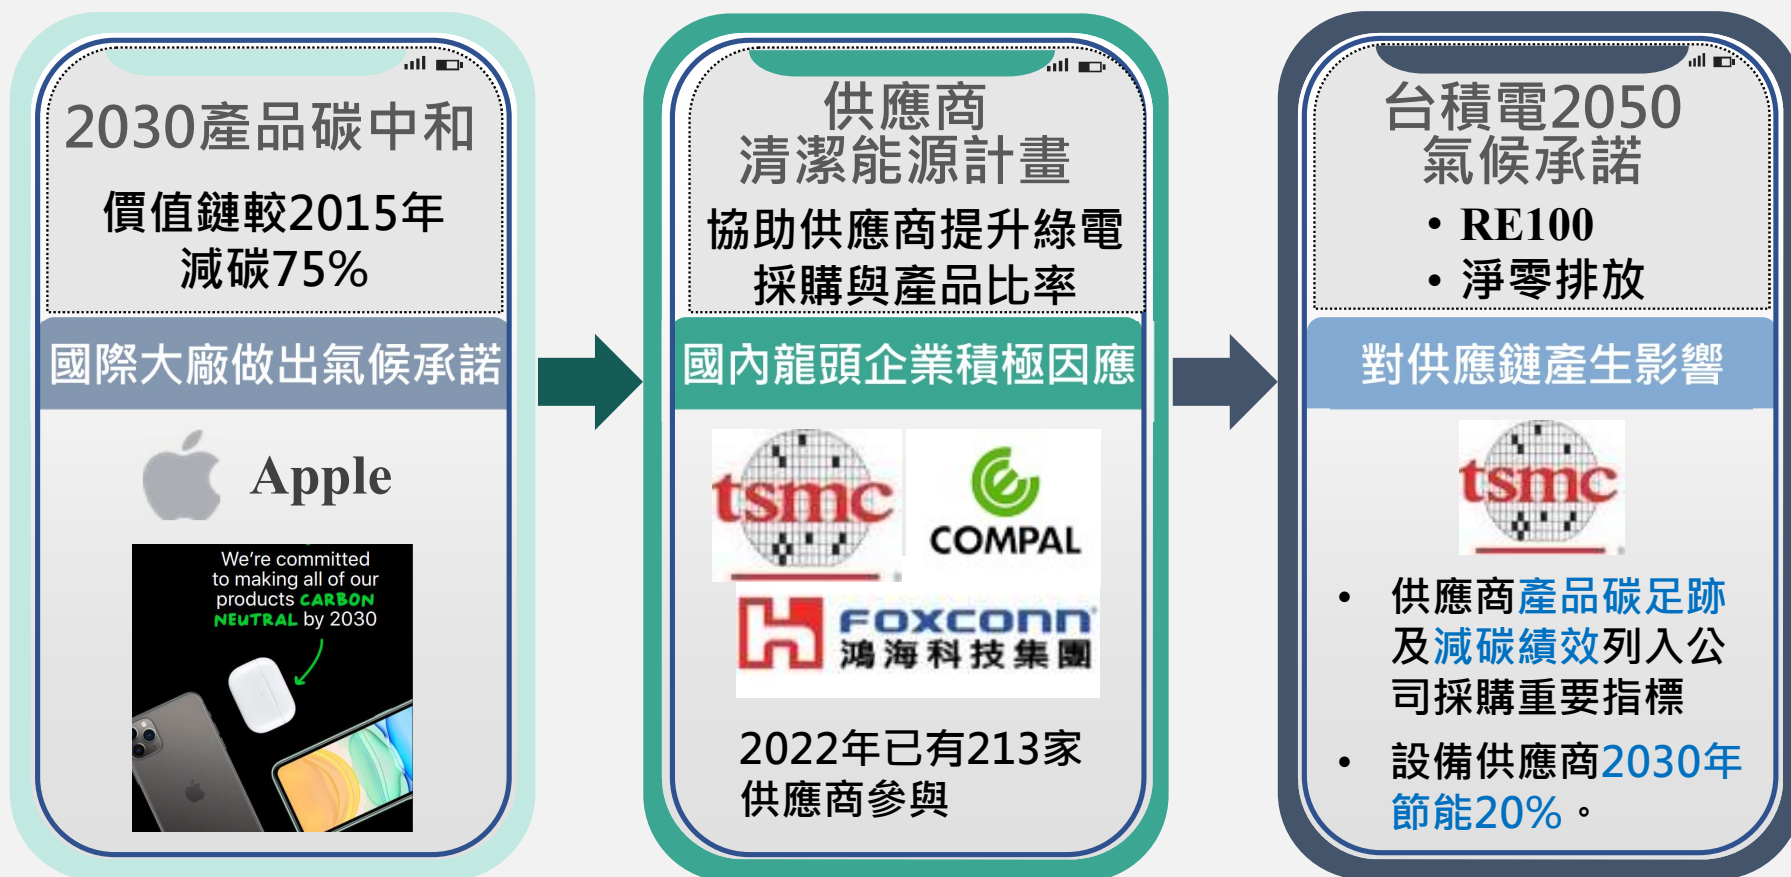 2030產品碳中和
價值鏈較2015年
減碳75%
國際大廠做出氣候承諾
Apple
We're committed
to making all of our
products CARBON
NEUTRAL by 2030
供應商
清潔能源計畫
協助供應商提升綠電
採購與產品比率
國內龍頭企業積極因應
tsmc
COMPAL
FOXCONN
鴻海科技集團
2022年已有213家
供應商參與
台積電2050
氣候承諾
• RE100
• 淨零排放
對供應鏈產生影響
tsmc
• 供應商產品碳足跡
及減碳績效列入公
司採購重要指標
• 設備供應商2030年
節能20%。